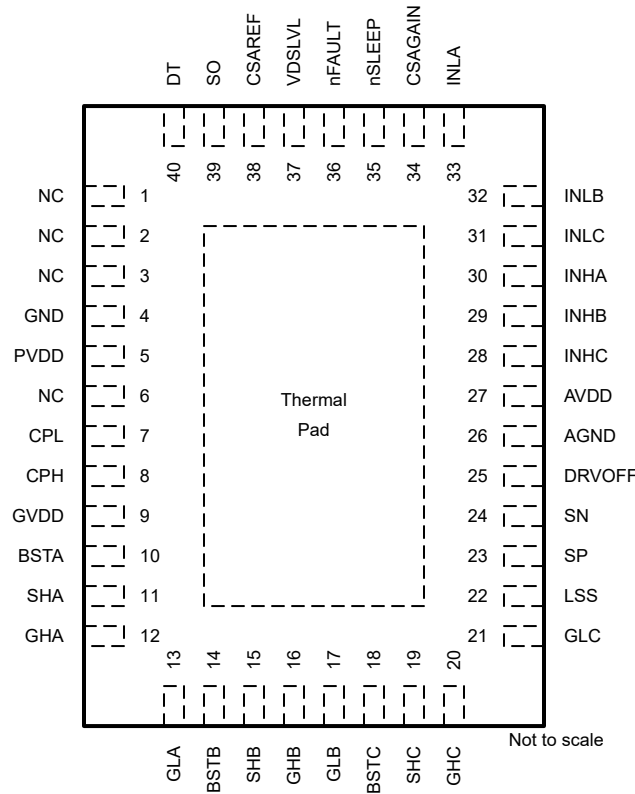 DT
SO
CSAREF
VDSLVL
nFAULT
nSLEEP
CSAGAIN
INLA
40
39
38
37
36
35
34
33
NC 1
NC 2
NC 3
GND 4
PVDD 5
NC 6
CPL 7
CPH 8
GVDD 9
BSTA 10
SHA 11
GHA 12
Thermal
Pad
32 INLB
31 INLC
30 INHA
29 INHB
28 INHC
27 AVDD
26 AGND
25 DRVOFF
24 SN
23 SP
22 LSS
21 GLC
13
14
15
16
17
18
19
20
GLA
BSTB
SHB
GHB
GLB
BSTC
SHC
GHC
Not to scale